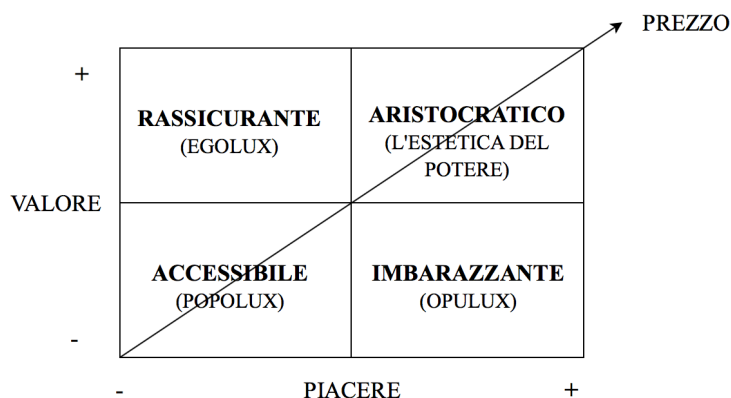 PREZZO
+
RASSICURANTE
(EGOLUX)
ARISTOCRATICO
(L'ESTETICA DEL
POTERE)
VALORE
ACCESSIBILE
(POPOLUX)
IMBARAZZANTE
(OPULUX)
-
-
PIACERE
+